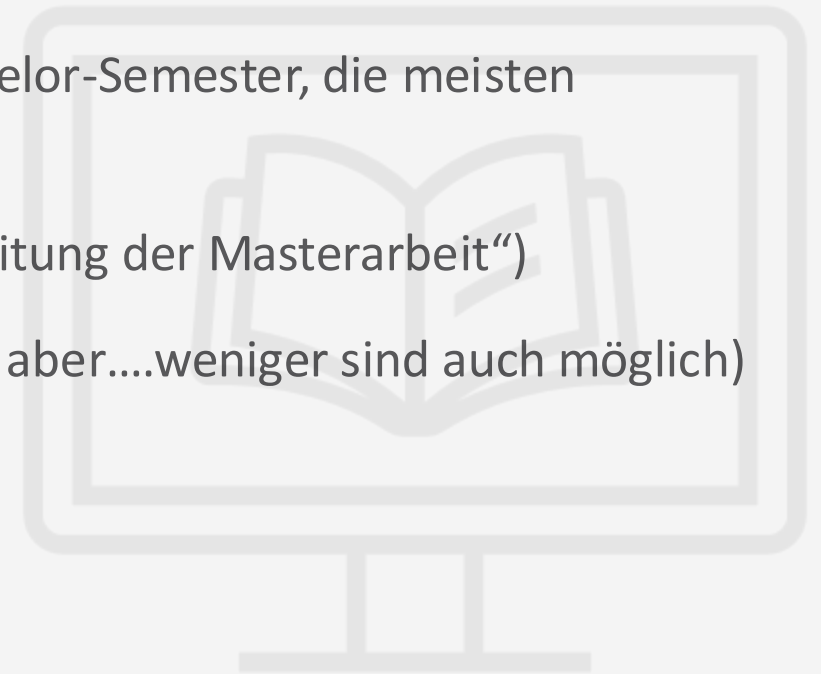 elor-Semester, die meisten
itung der Masterarbeit“)
aber....weniger sind auch möglich)